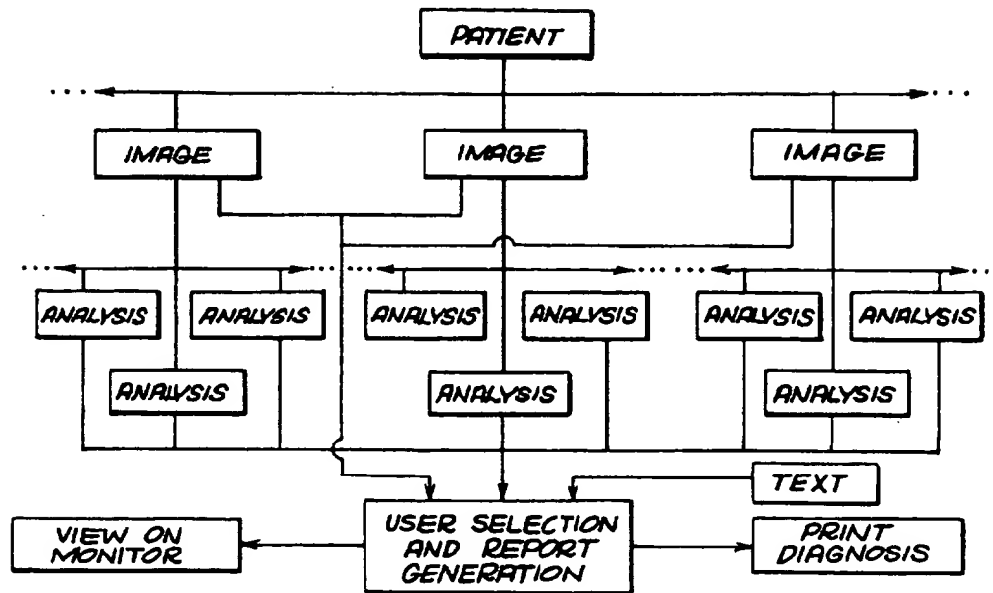 PATIENT
IMAGE
IMAGE
IMAGE
ANALYSIS
ANALYSIS
ANALYSIS
ANALYSIS
ANALYSIS
ANALYSIS
ANALYSIS
ANALYSIS
ANALYSIS
TEXT
VIEW ON
MONITOR
USER SELECTION
AND REPORT
GENERATION
PRINT
DIAGNOSIS